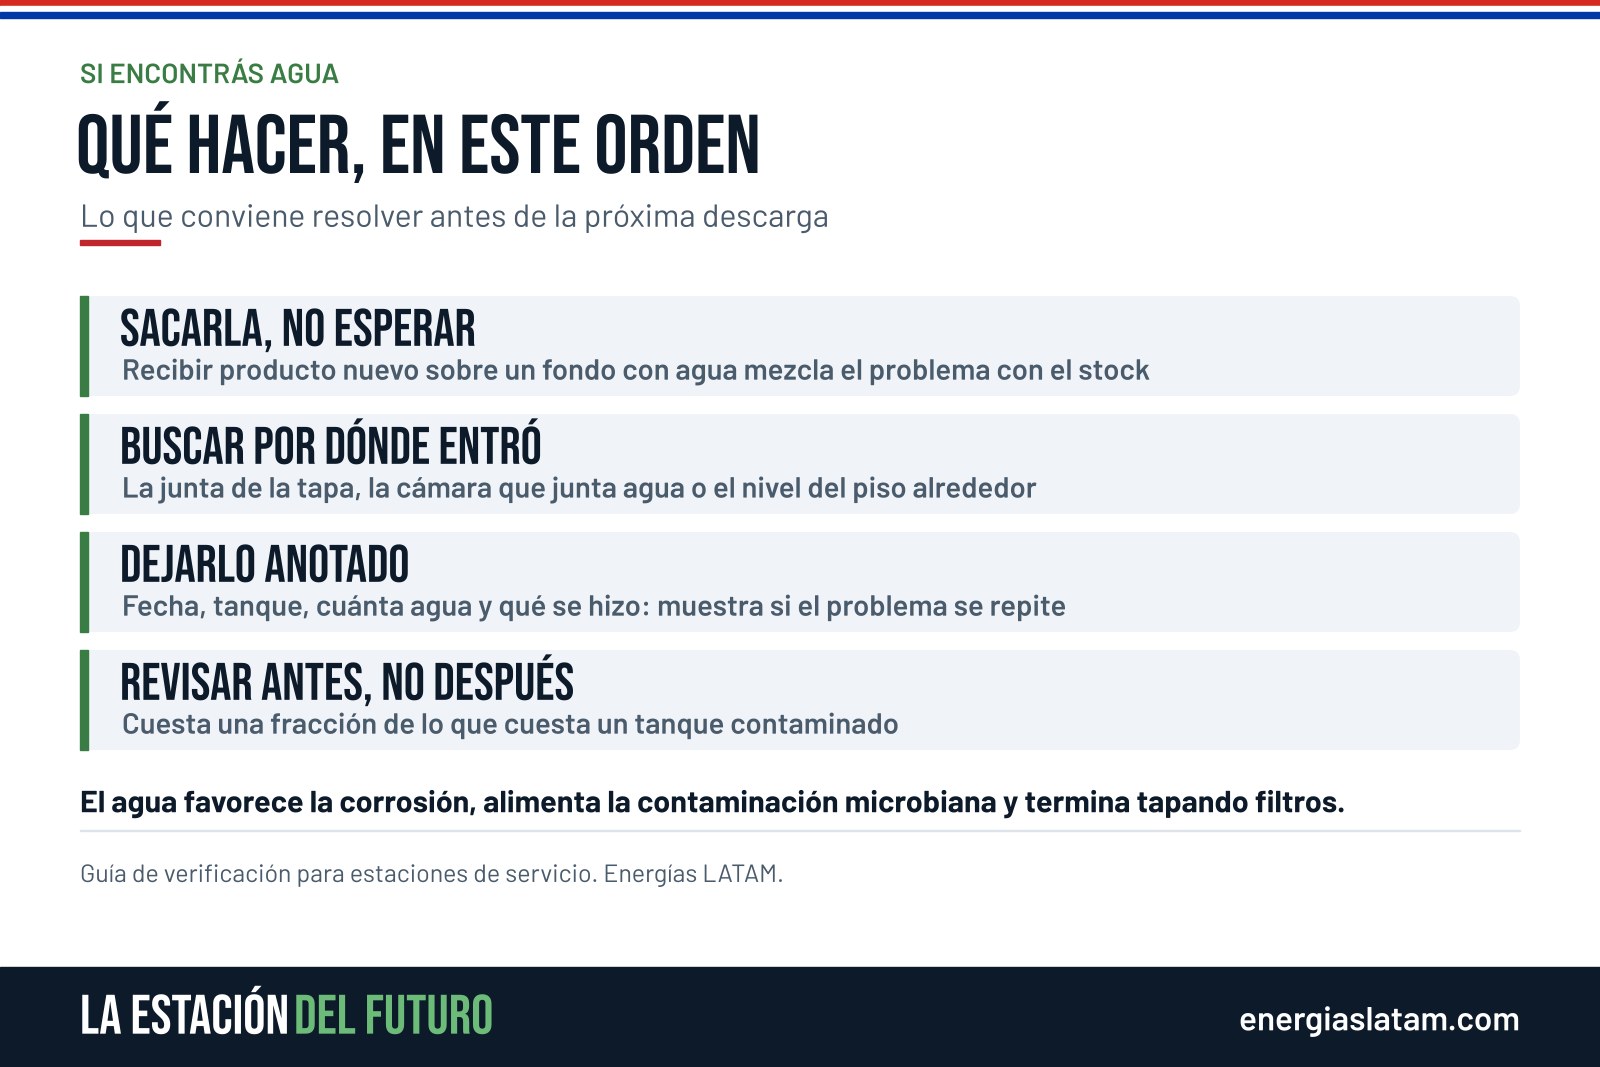 SI ENCONTRÁS AGUA
QUÉ HACER, EN ESTE ORDEN
Lo que conviene resolver antes de la próxima descarga
SACARLA, NO ESPERAR
Recibir producto nuevo sobre un fondo con agua mezcla el problema con el stock
BUSCAR POR DÓNDE ENTRÓ
La junta de la tapa, la cámara que junta agua o el nivel del piso alrededor
DEJARLO ANOTADO
Fecha, tanque, cuánta agua y qué se hizo: muestra si el problema se repite
REVISAR ANTES, NO DESPUÉS
Cuesta una fracción de lo que cuesta un tanque contaminado
El agua favorece la corrosión, alimenta la contaminación microbiana y termina tapando filtros.
Guía de verificación para estaciones de servicio. Energías LATAM.
LA ESTACIÓN DEL FUTURO
energiaslatam.com